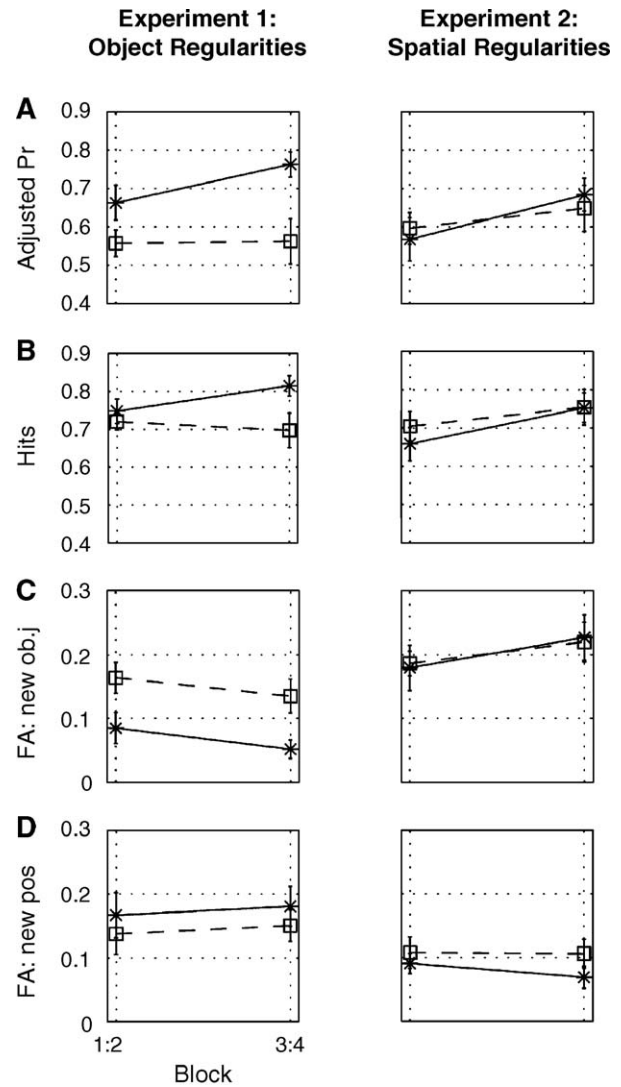 Experiment 1:
Object Regularities
Experiment 2:
Spatial Regularities
A
Adjusted Pr
0.9
0.8
0.7
0.6
0.5
0.4
B
Hits
0.9
0.8
0.7
0.6
0.5
0.4
C
FA: new ob.j
0.3
0.2
0.1
0
D
FA: new pos
0.3
0.2
0.1
0
1:2
3:4
Block